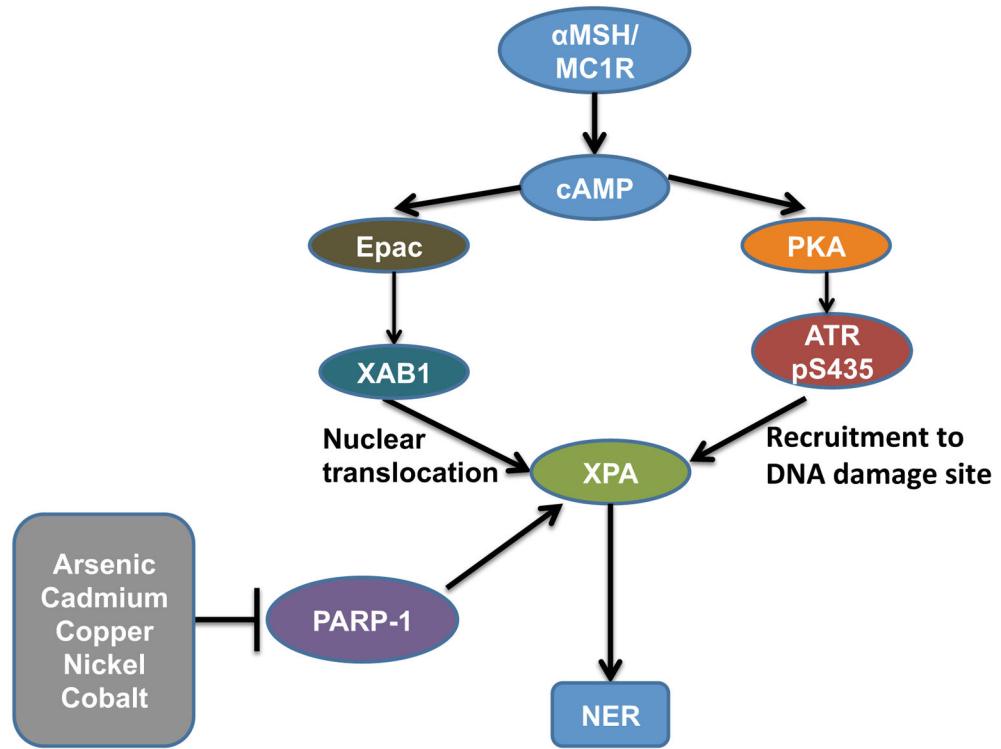 αMSH/
MC1R
cAMP
Epac
PKA
XAB1
ATR
pS435
Nuclear
translocation
Recruitment to
DNA damage site
XPA
Arsenic
Cadmium
Copper
Nickel
Cobalt
PARP-1
NER